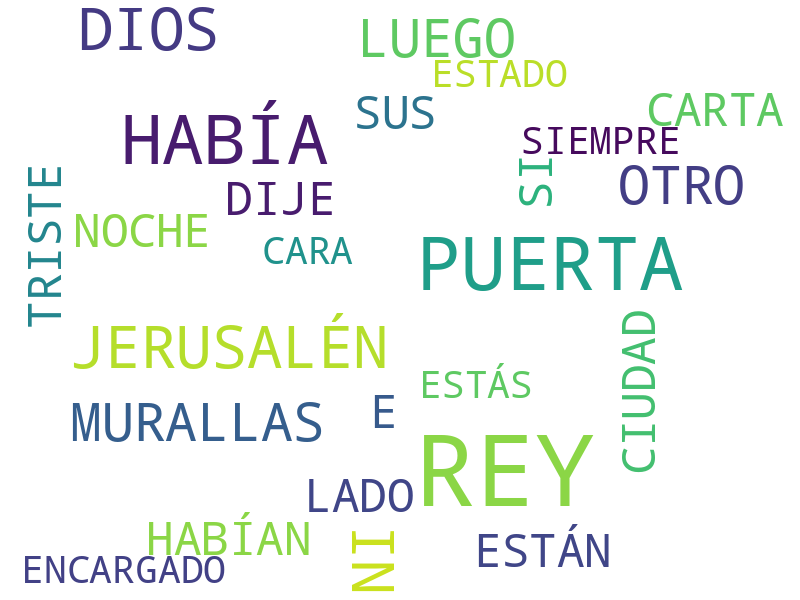 DIOS
LUEGO
ESTADO
SUS
CARTA
HABÍA
SIEMPRE
SI
OTRO
TRISTE
DIJE
NOCHE
CARA
PUERTA
JERUSALÉN
CIUDAD
ESTÁS
MURALLAS
E
REY
LADO
HABÍAN
NI
ESTÁN
ENCARGADO